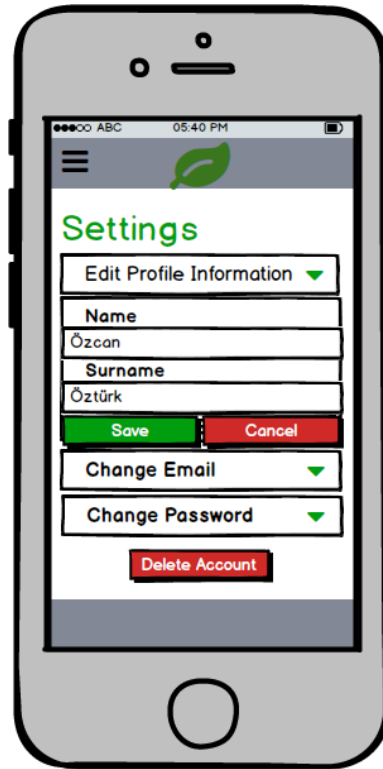 ABC 05:40 PM
Settings
Edit Profile Information
Name
Özcan
Surname
Öztürk
Save Cancel
Change Email
Change Password
Delete Account